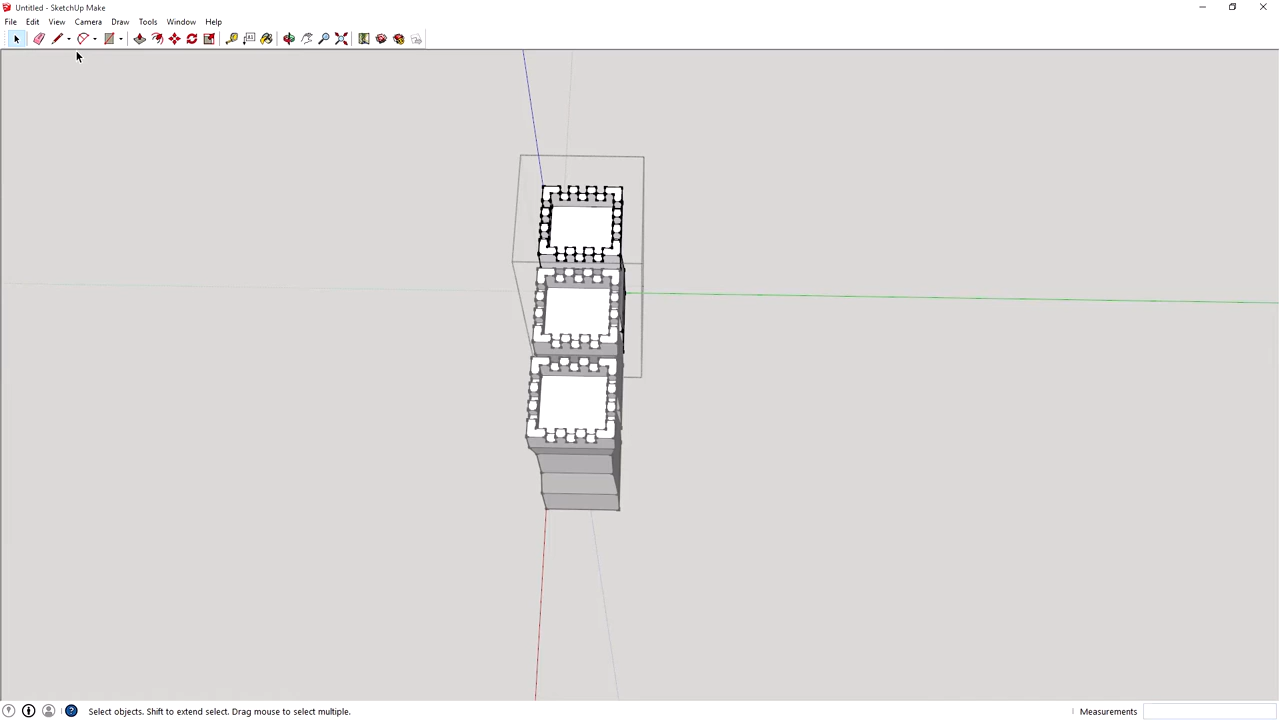 Untitled - SketchUp Make
File Edit View Camera Draw Tools Window Help
Select objects. Shift to extend select. Drag mouse to select multiple.
Measurements